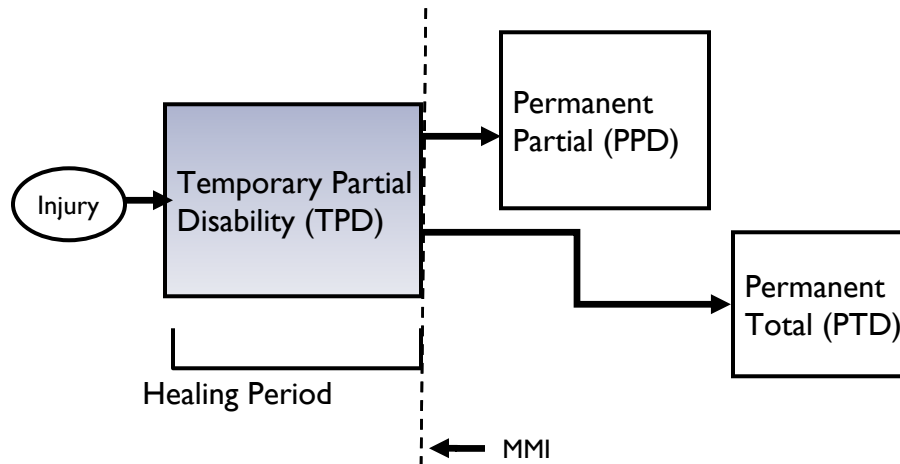 Permanent
Partial (PPD)
Injury
Temporary Partial
Disability (TPD)
Permanent
Total (PTD)
Healing Period
MMI